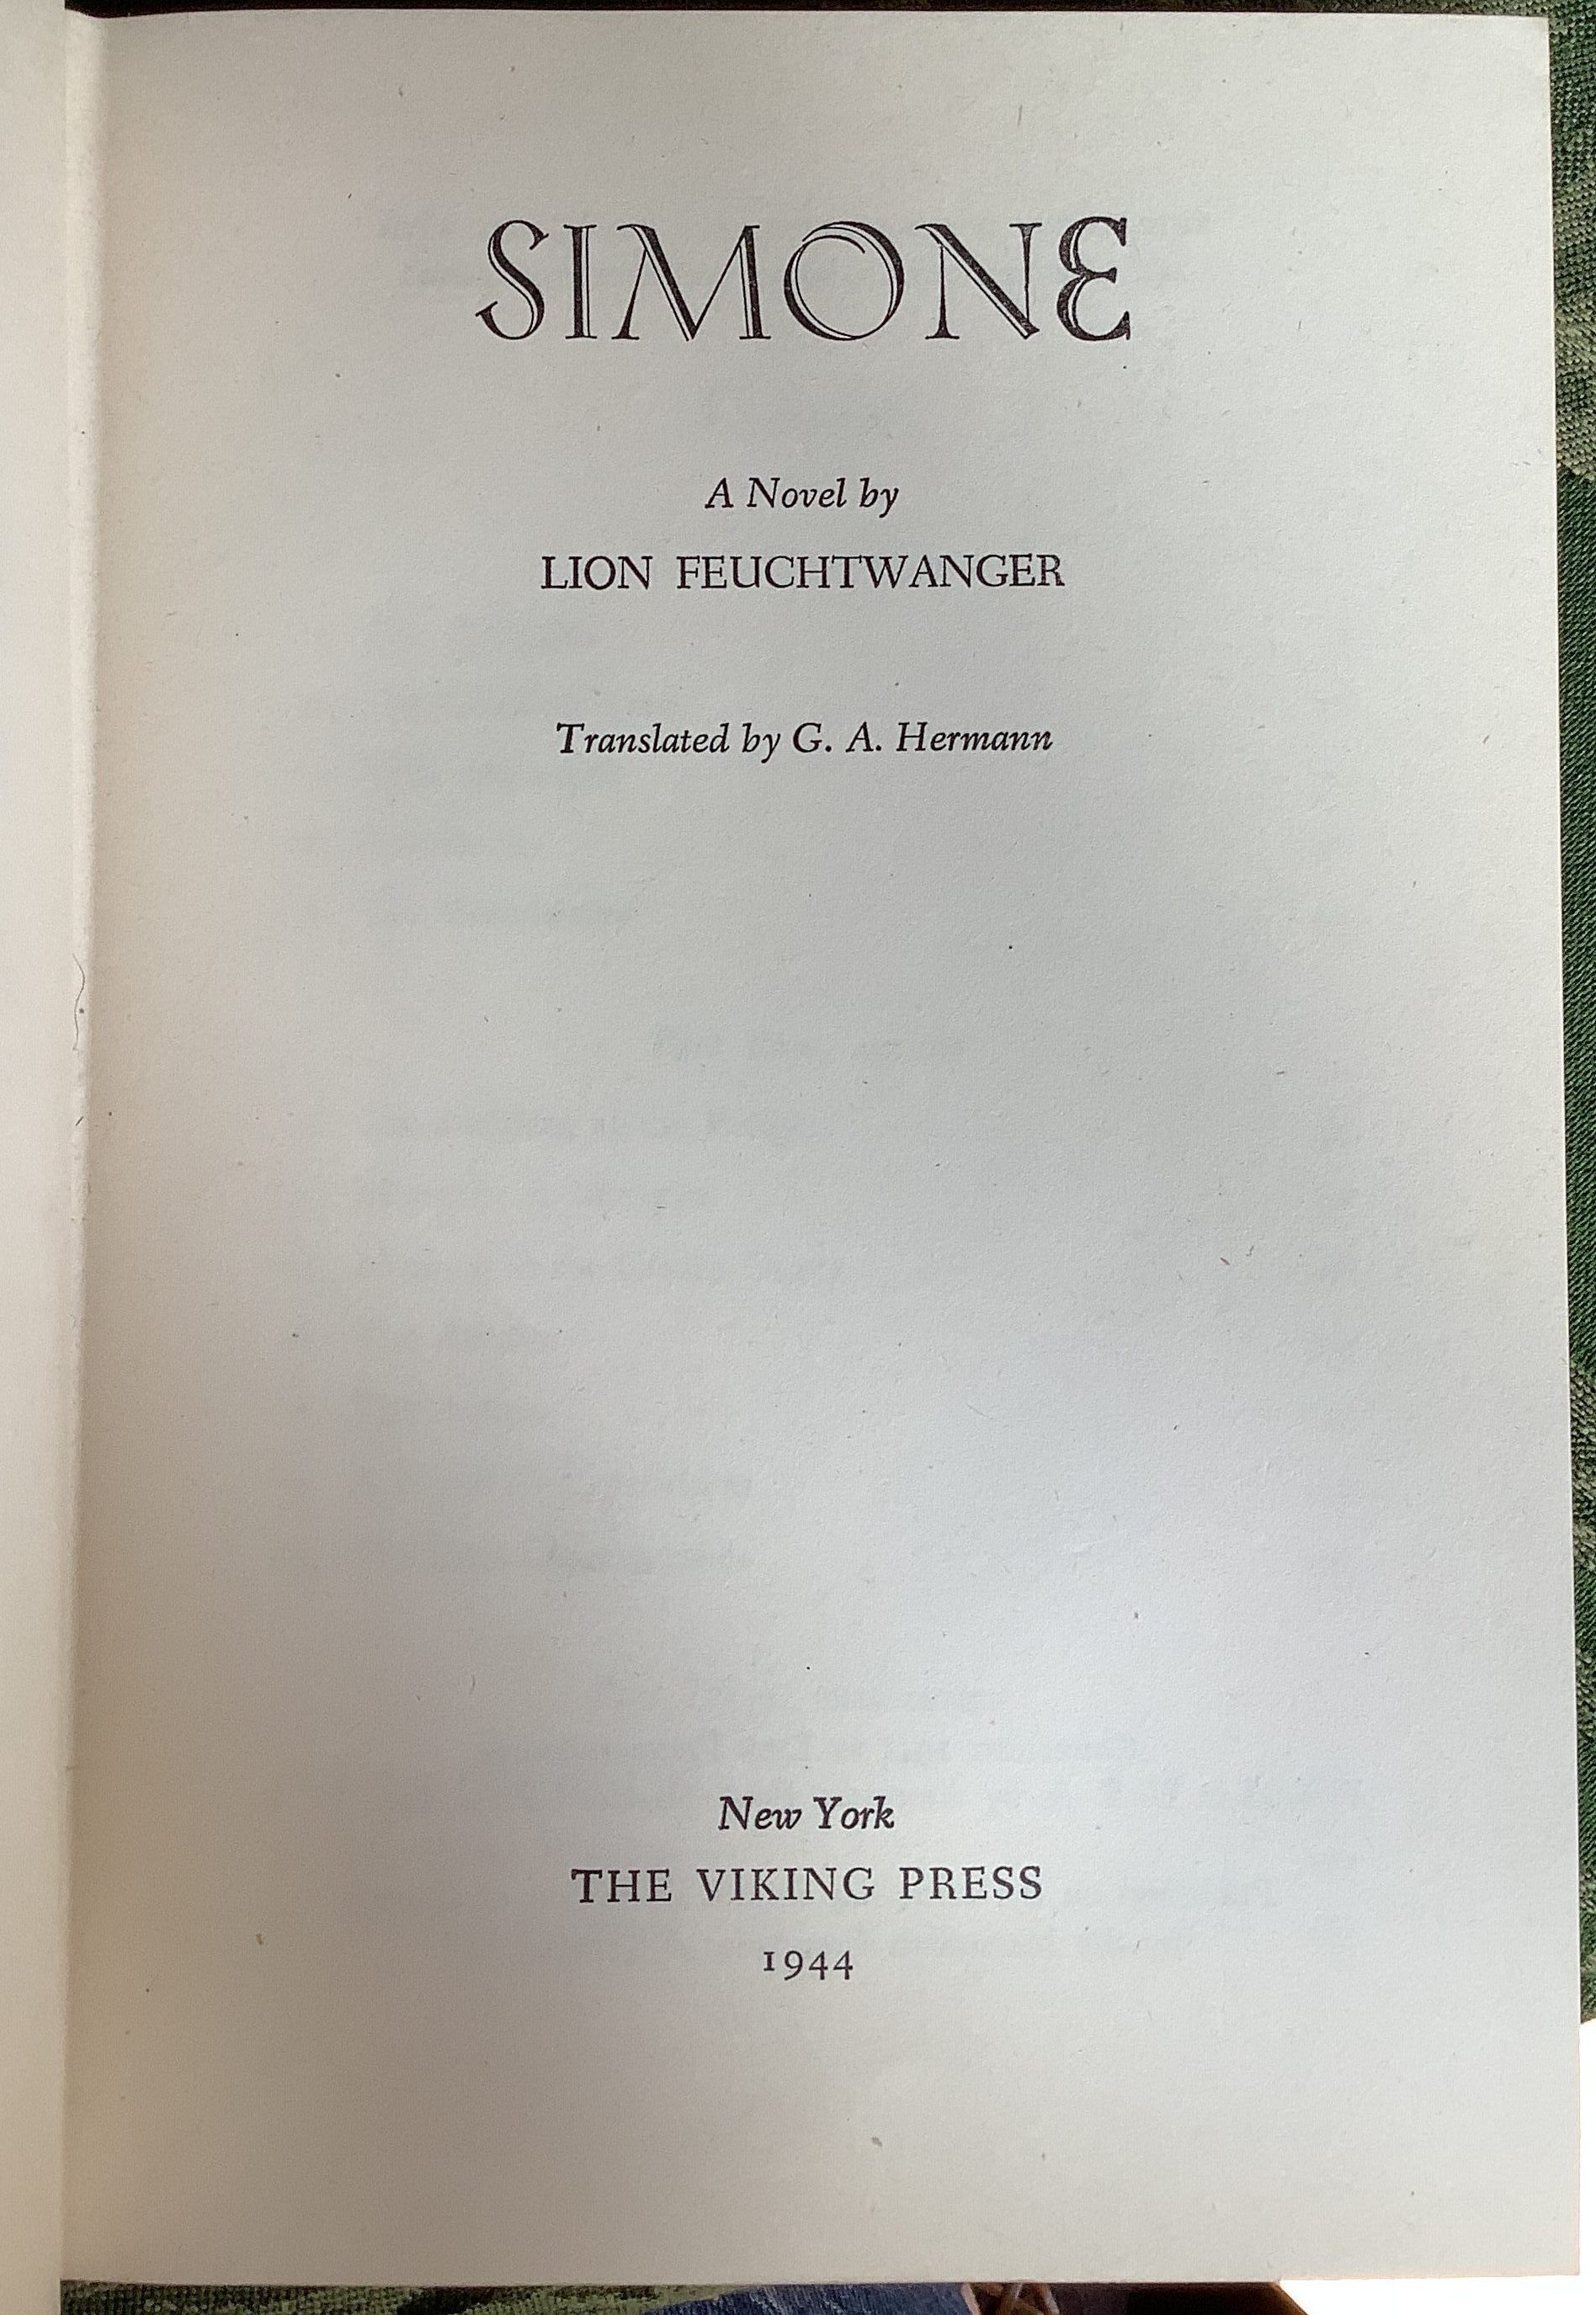 SIMONE
A Novel by
LION FEUCHTWANGER
Translated by G. A. Hermann
New York
THE VIKING PRESS
1944